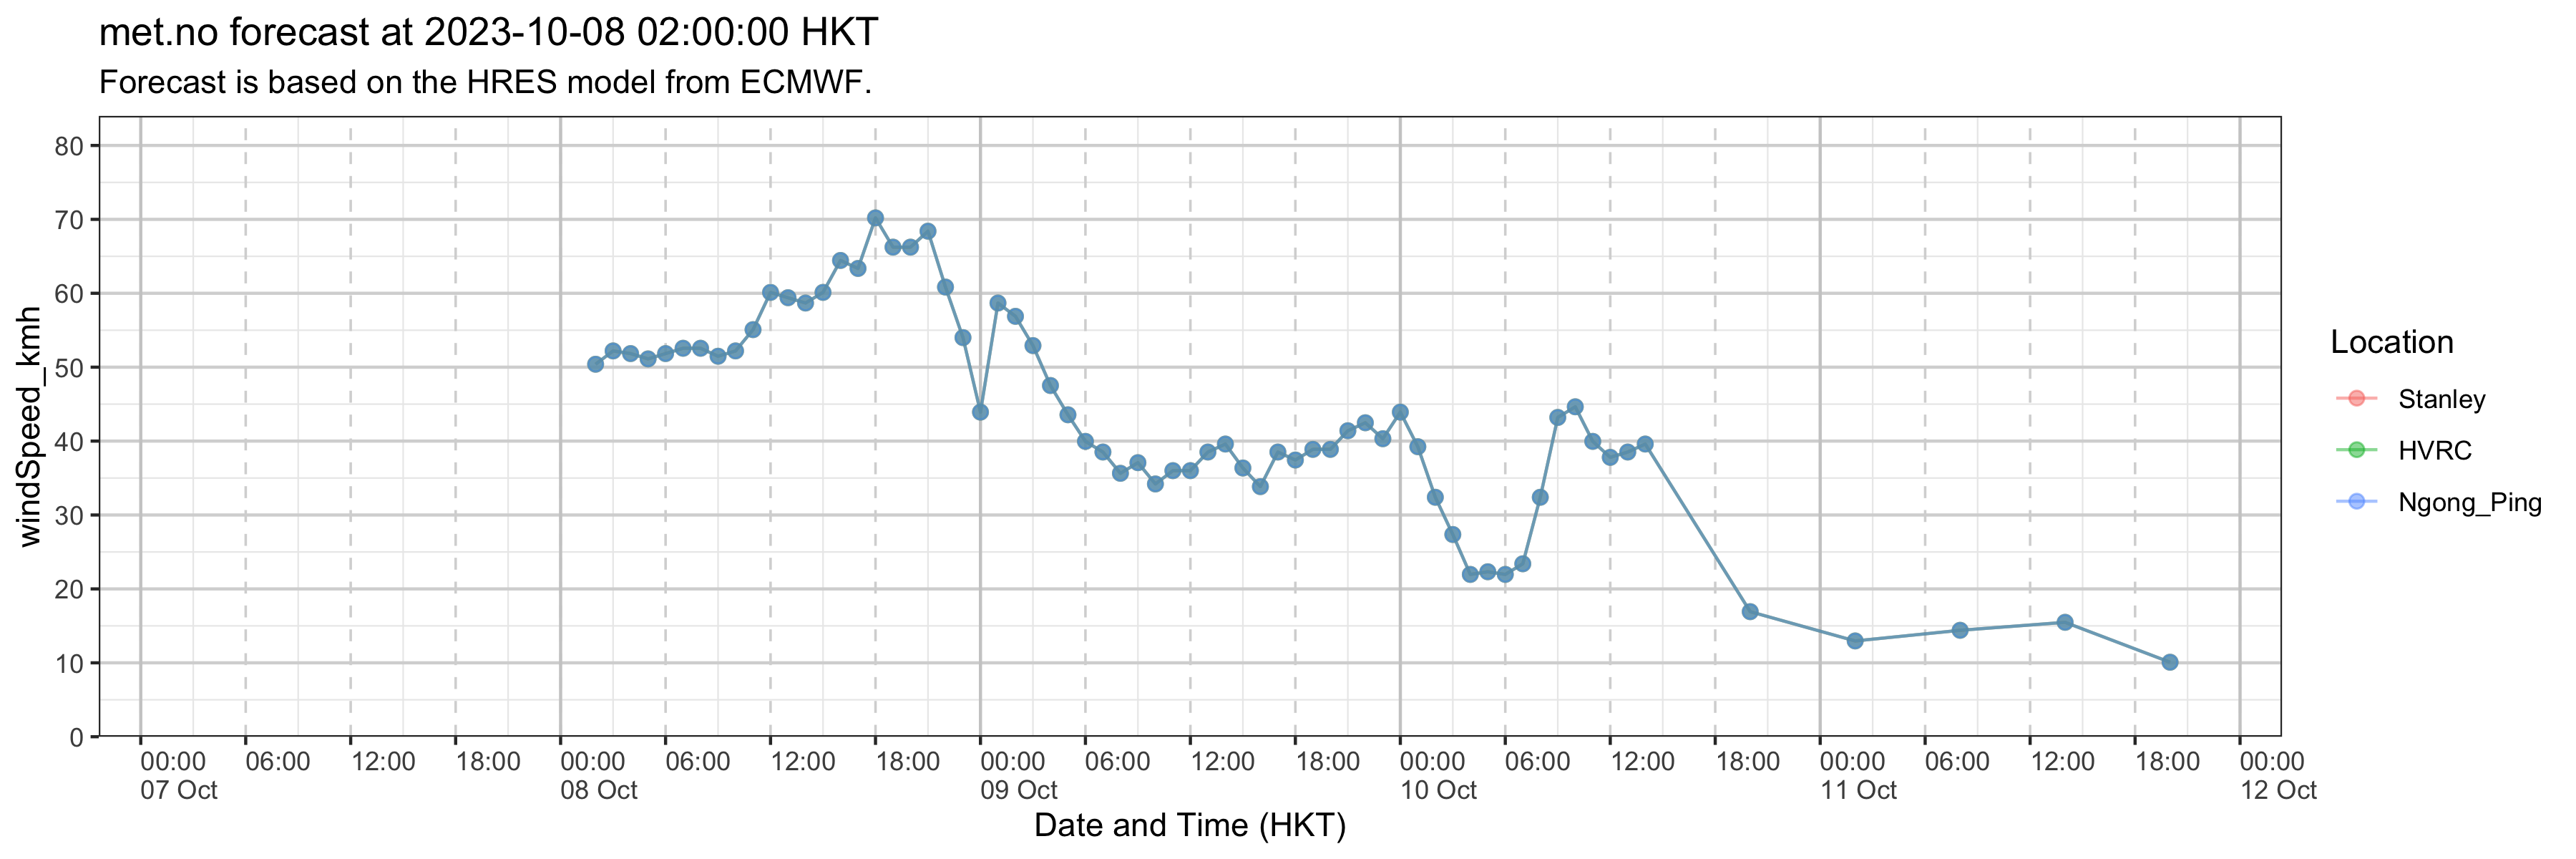 met.no forecast at 2023-10-08 02:00:00 HKT
Forecast is based on the HRES model from ECMWF.
windSpeed_kmh
80
70
60
50
40
30
20
10
0
00:00 06:00 12:00 18:00 00:00 06:00 12:00 18:00 00:00 06:00 12:00 18:00 00:00 06:00 12:00 18:00 00:00 06:00 12:00 18:00 00:00
07 Oct 08 Oct 09 Oct 10 Oct 11 Oct 12 Oct
Date and Time (HKT)
Location
Stanley
HVRC
Ngong_Ping